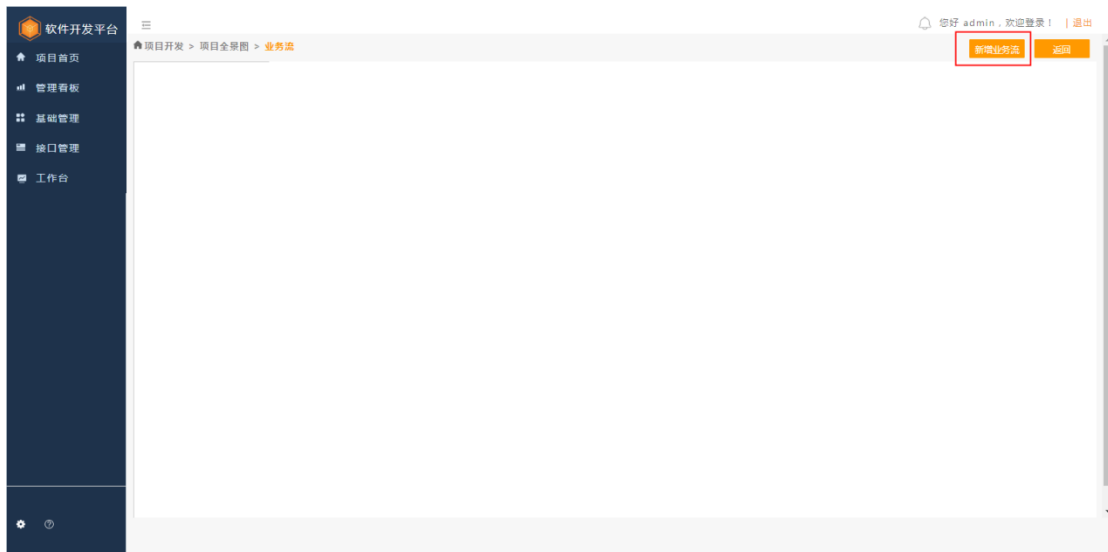 软件开发平台
您好 admin，欢迎登录！ | 退出
项目开发 > 项目全景图 > 业务流
新增业务流
返回
项目首页
管理看板
基础管理
接口管理
工作台